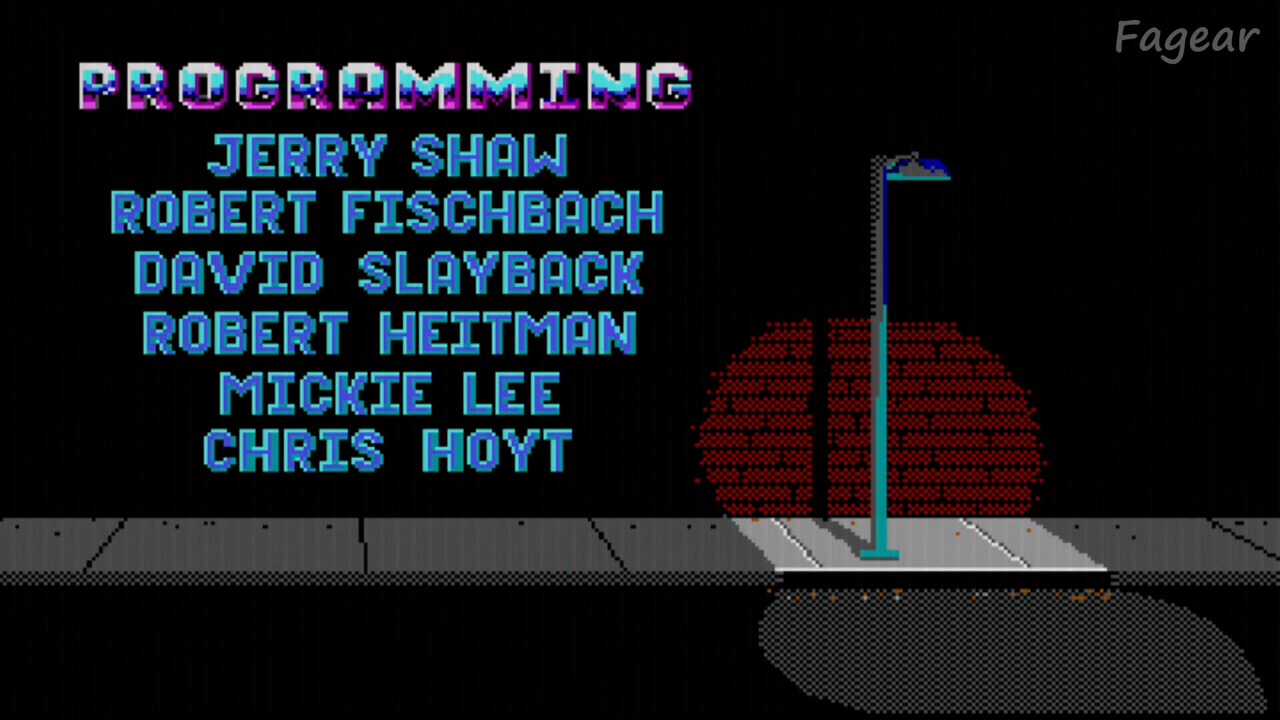 Fagear
PROGRAMMING
JERRY SHAW
ROBERT FISCHBACH
DAVID SLAYBACK
ROBERT HEITMAN
MICKIE LEE
CHRIS HOYT